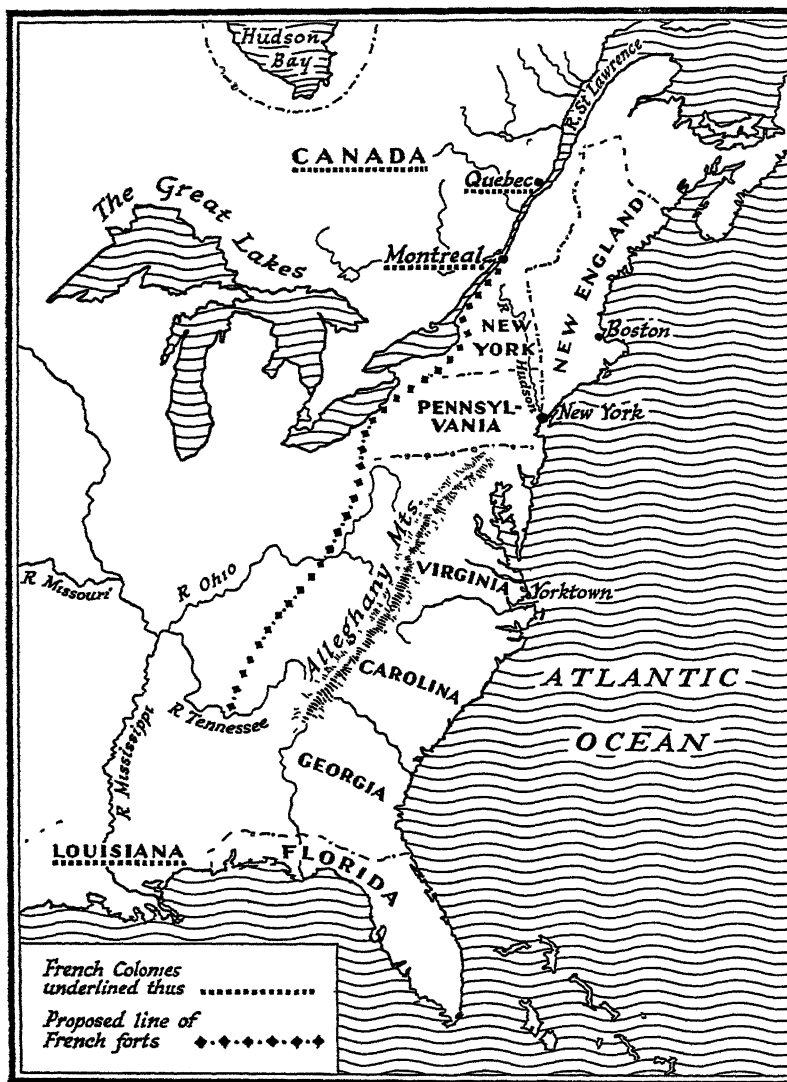 Hudson
Bay
R. St Lawrence
CANADA
Quebec
The Great
Lakes
Montreal
NEW ENGLAND
NEW
YORK
R. Hudson
Boston
PENNSYL-
VANIA
New York
Alleghany Mts.
R Missouri
R Ohio
VIRGINIA
Yorktown
CAROLINA
ATLANTIC
OCEAN
R Tennessee
R Mississippi
GEORGIA
LOUISIANA
FLORIDA
French Colonies
underlined thus
Proposed line of
French forts